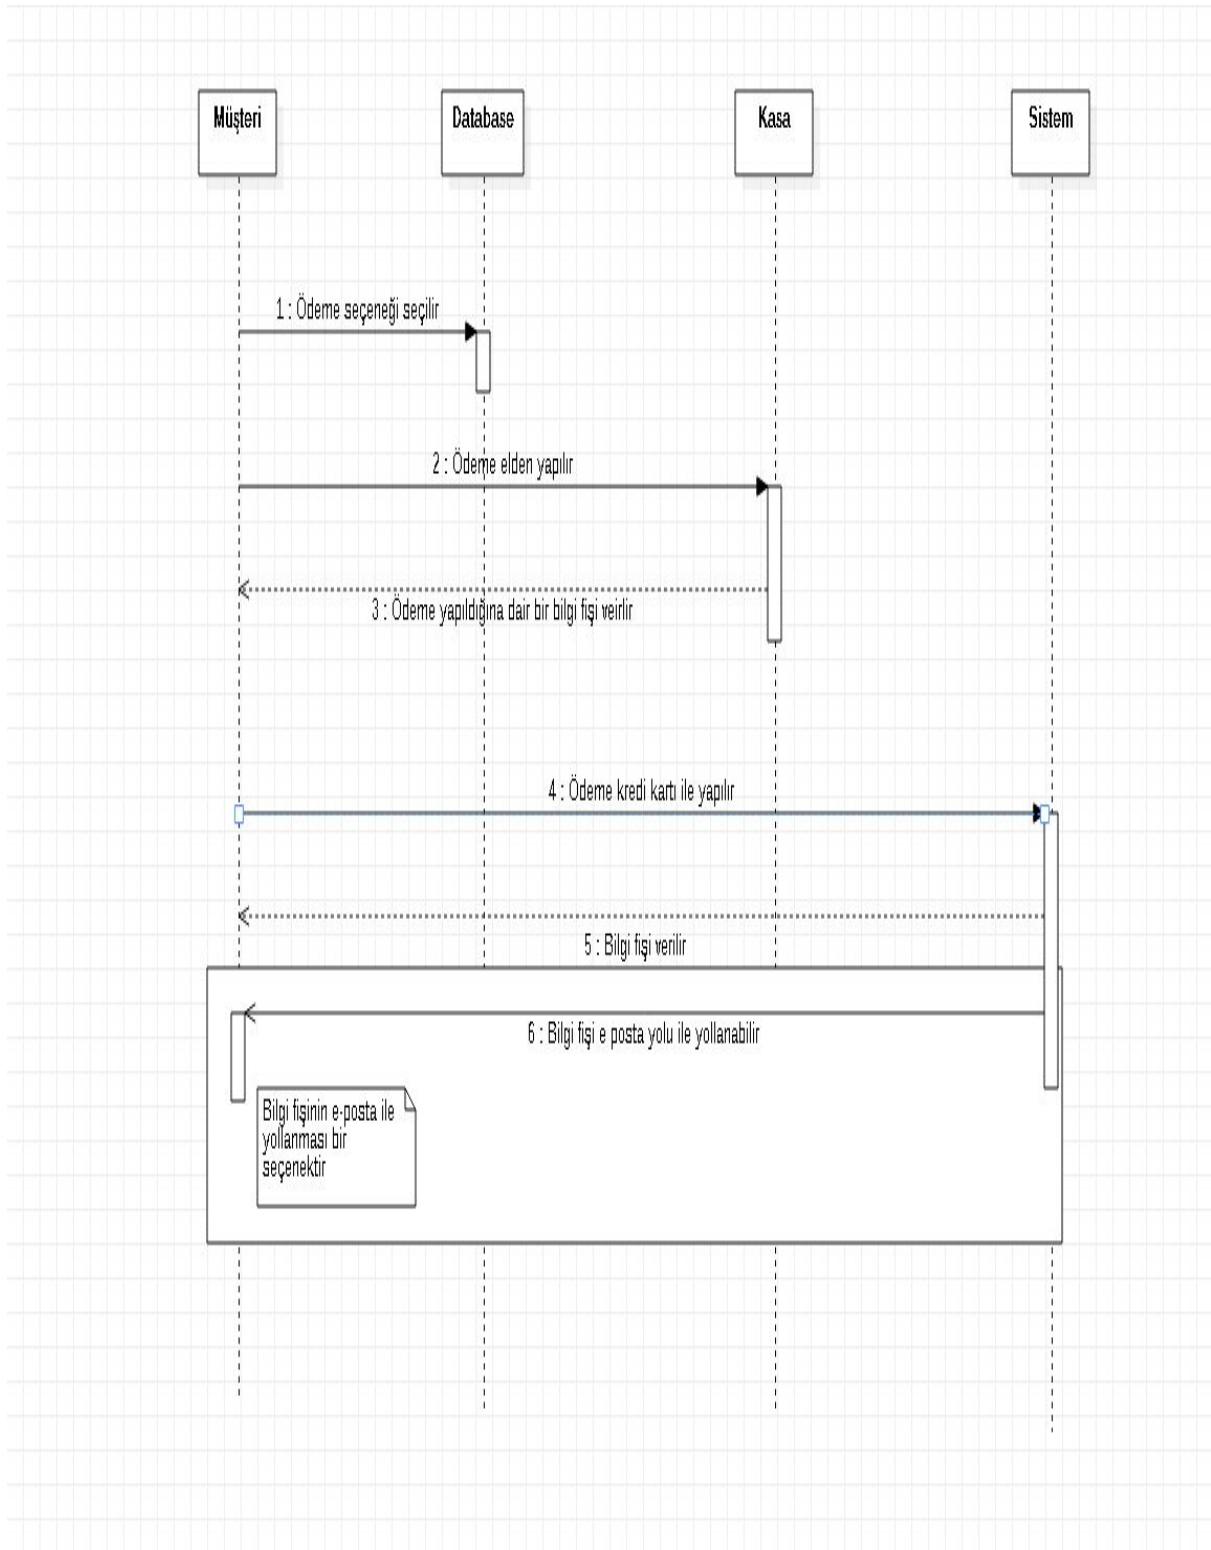 Müşteri
Database
Kasa
Sistem
1 : Ödeme seçeneği seçilir
2 : Ödeme elden yapılır
3 : Ödeme yapıldığına dair bir bilgi fişi veirlir
4 : Ödeme kredi kartı ile yapılır
5 : Bilgi fişi verilir
6 : Bilgi fişi e posta yolu ile yollanabilir
Bilgi fişinin e-posta ile
yollanması bir
seçenektir